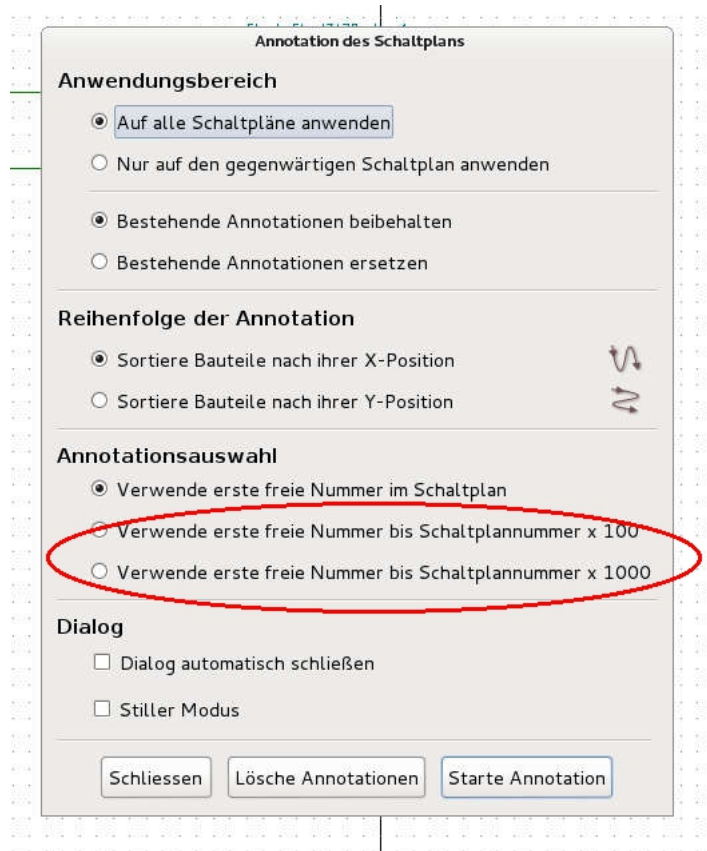 Annotation des Schaltplans
Anwendungsbereich
Auf alle Schaltpläne anwenden
Nur auf den gegenwärtigen Schaltplan anwenden
Bestehende Annotationen beibehalten
Bestehende Annotationen ersetzen
Reihenfolge der Annotation
Sortiere Bauteile nach ihrer X-Position
Sortiere Bauteile nach ihrer Y-Position
Annotationsauswahl
Verwende erste freie Nummer im Schaltplan
Verwende erste freie Nummer bis Schaltplannummer x 100
Verwende erste freie Nummer bis Schaltplannummer x 1000
Dialog
Dialog automatisch schließen
Stiller Modus
Schliessen Lösche Annotationen Starte Annotation